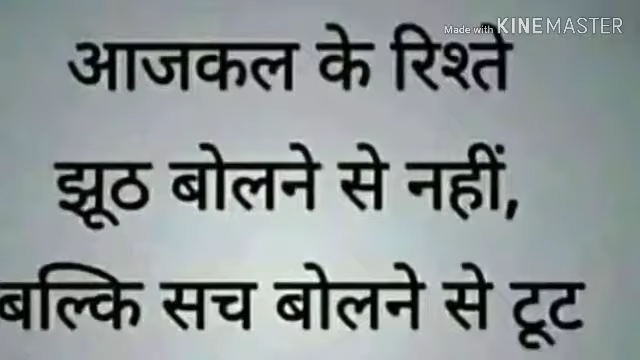 Made with KINEMASTER
आजकल के रिश्ते
झूठ बोलने से नहीं,
बल्कि सच बोलने से टूट